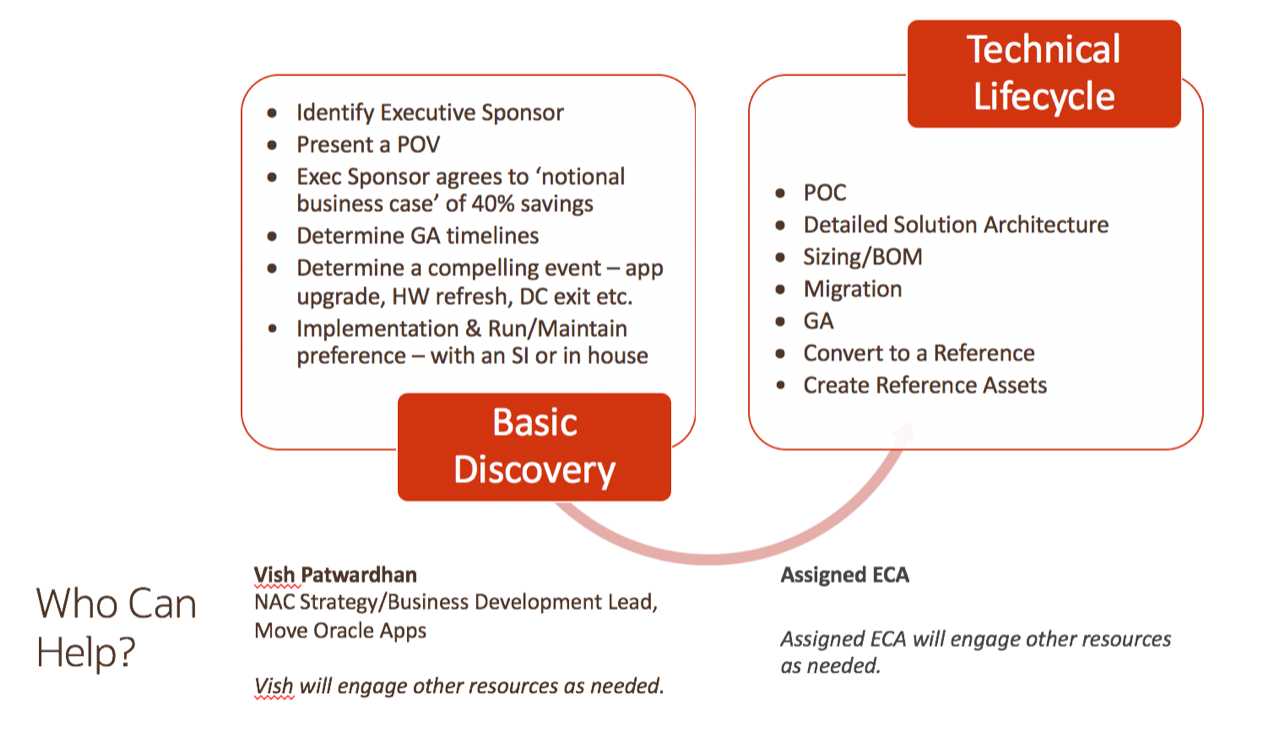 • Identify Executive Sponsor
• Present a POV
• Exec Sponsor agrees to ‘notional
business case’ of 40% savings
• Determine GA timelines
• Determine a compelling event – app
upgrade, HW refresh, DC exit etc.
• Implementation & Run/Maintain
preference – with an SI or in house
Basic
Discovery
Technical
Lifecycle
• POC
• Detailed Solution Architecture
• Sizing/BOM
• Migration
• GA
• Convert to a Reference
• Create Reference Assets
Who Can
Help?
Vish Patwardhan
NAC Strategy/Business Development Lead,
Move Oracle Apps
Vish will engage other resources as needed.
Assigned ECA
Assigned ECA will engage other resources
as needed.